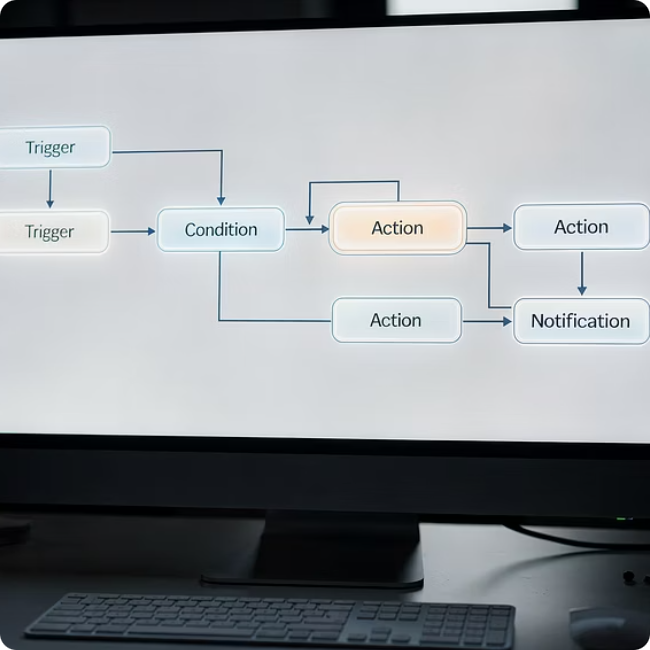 Trigger
Trigger
Condition
Action
Action
Action
Notification